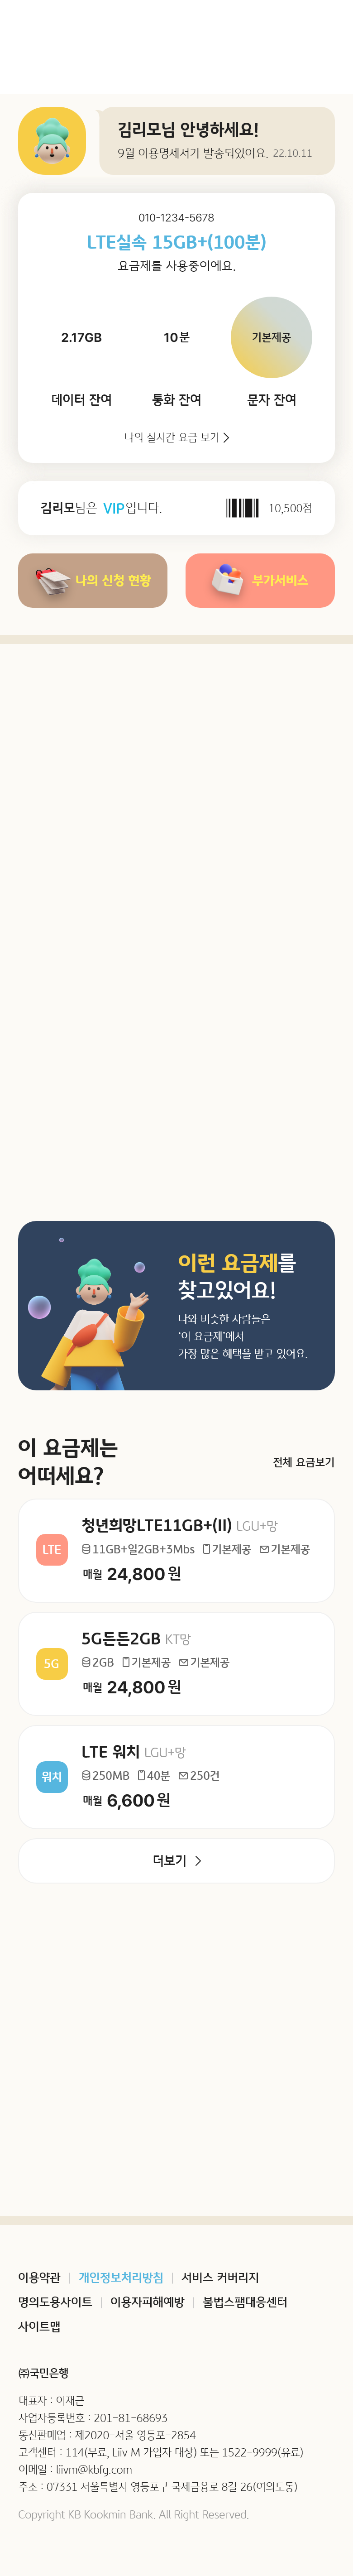 김리모님 안녕하세요!
9월 이용명세서가 발송되었어요. 22.10.11
010-1234-5678
LTE실속 15GB+(100분)
요금제를 사용중이에요.
2.17GB 10분 기본제공
데이터 잔여 통화 잔여 문자 잔여
나의 실시간 요금 보기 >
김리모님은 VIP입니다. 10,500점
나의 신청 현황 부가서비스
이런 요금제를
찾고있어요!
나와 비슷한 사람들은
‘이 요금제’에서
가장 많은 혜택을 받고 있어요.
이 요금제는
어떠세요?
전체 요금보기
청년희망LTE11GB+(II) LGU+망
LTE
11GB+일2GB+3Mbs 기본제공 기본제공
매월 24,800원
5G든든2GB KT망
5G
2GB 기본제공 기본제공
매월 24,800원
LTE 워치 LGU+망
워치
250MB 40분 250건
매월 6,600원
더보기 >
이용약관 | 개인정보처리방침 | 서비스 커버리지
명의도용사이트 | 이용자피해예방 | 불법스팸대응센터
사이트맵
㈜국민은행
대표자 : 이재근
사업자등록번호 : 201-81-68693
통신판매업 : 제2020-서울 영등포-2854
고객센터 : 114(무료, Liiv M 가입자 대상) 또는 1522-9999(유료)
이메일 : liivm@kbfg.com
주소 : 07331 서울특별시 영등포구 국제금융로 8길 26(여의도동)
Copyright KB Kookmin Bank. All Right Reserved.